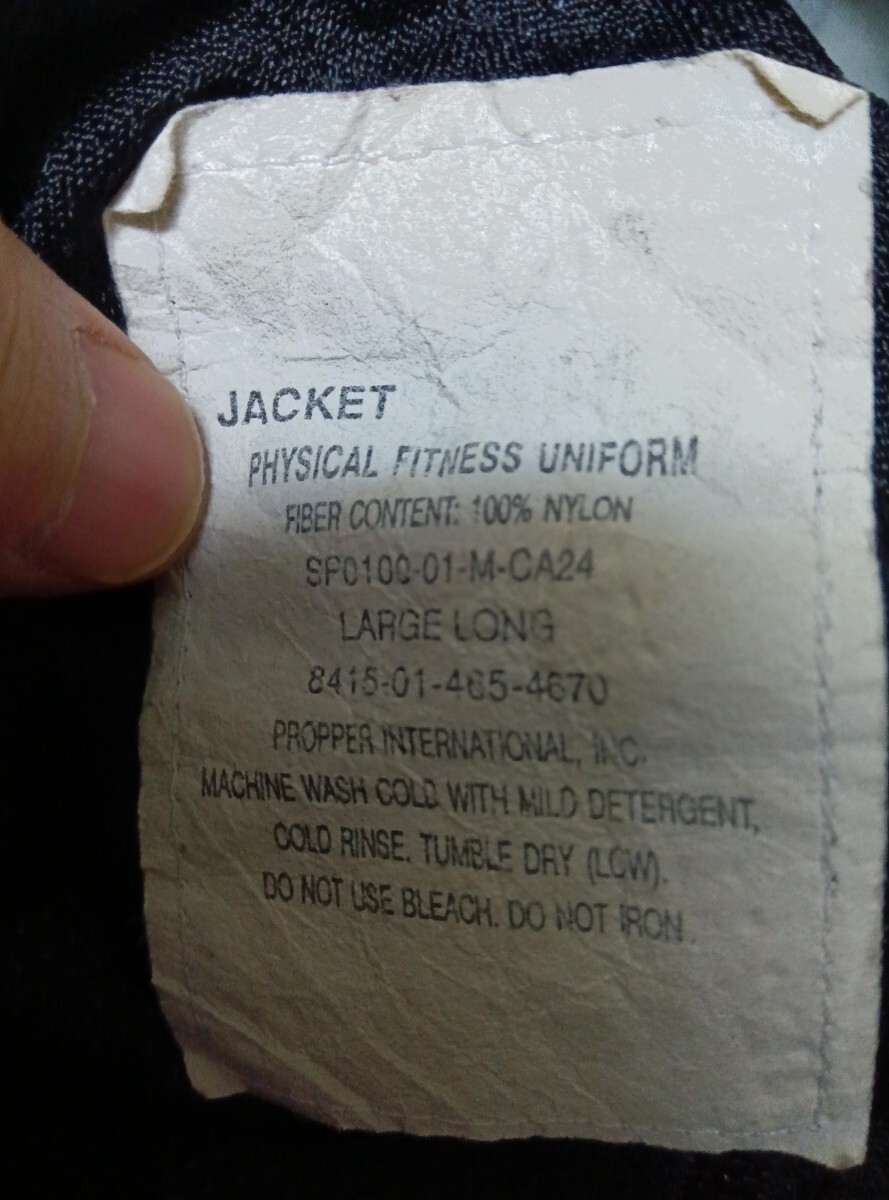 JACKET
PHYSICAL FITNESS UNIFORM
FIBER CONTENT: 100% NYLON
SP0100-01-M-CA24
LARGE LONG
8415-01-465-4670
PROPPER INTERNATIONAL, INC.
MACHINE WASH COLD WITH MILD DETERGENT,
COLD RINSE. TUMBLE DRY (LOW).
DO NOT USE BLEACH. DO NOT IRON.